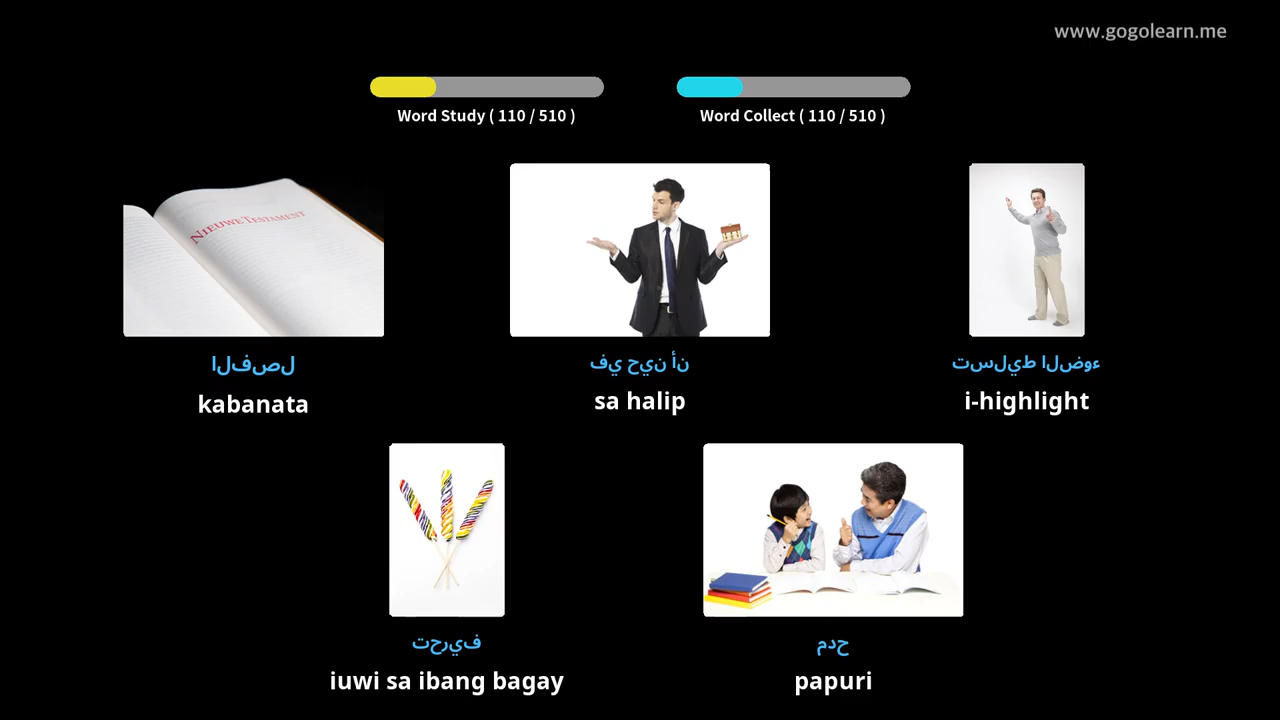 www.gogolearn.me
Word Study ( 110 / 510 )
Word Collect ( 110 / 510 )
NIEUWE TESTAMENT
الفصل
kabanata
في حين أن
sa halip
تسليط الضوء
i-highlight
تحريف
iuwi sa ibang bagay
مدح
papuri